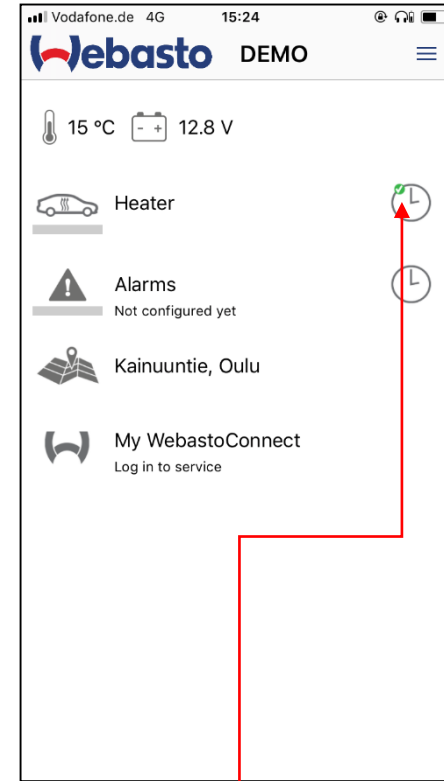 Vodafone.de 4G 15:24
Webasto DEMO
15 °C - + 12.8 V
Heater
Alarms
Not configured yet
Kainuuntie, Oulu
My WebastoConnect
Log in to service